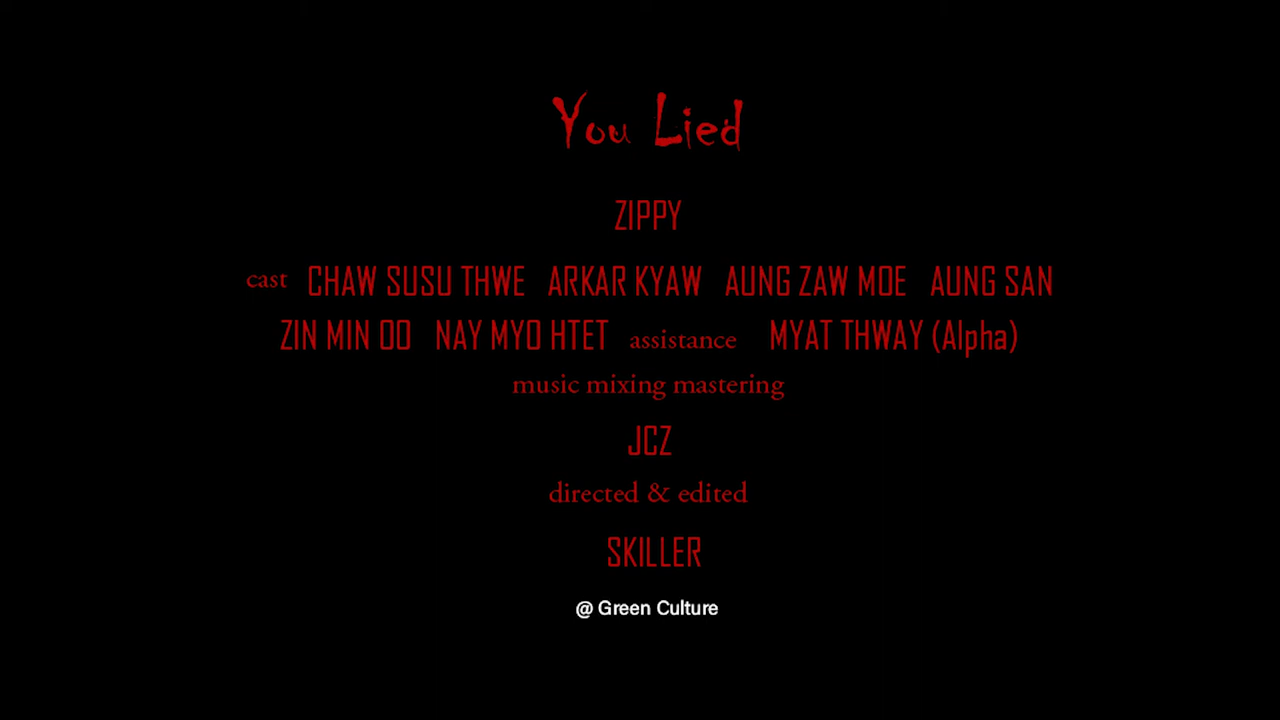 You Lied
ZIPPY
cast CHAW SUSU THWE ARKAR KYAW AUNG ZAW MOE AUNG SAN
ZIN MIN OO NAY MYO HTET assistance MYAT THWAY (Alpha)
music mixing mastering
JCZ
directed & edited
SKILLER
@ Green Culture